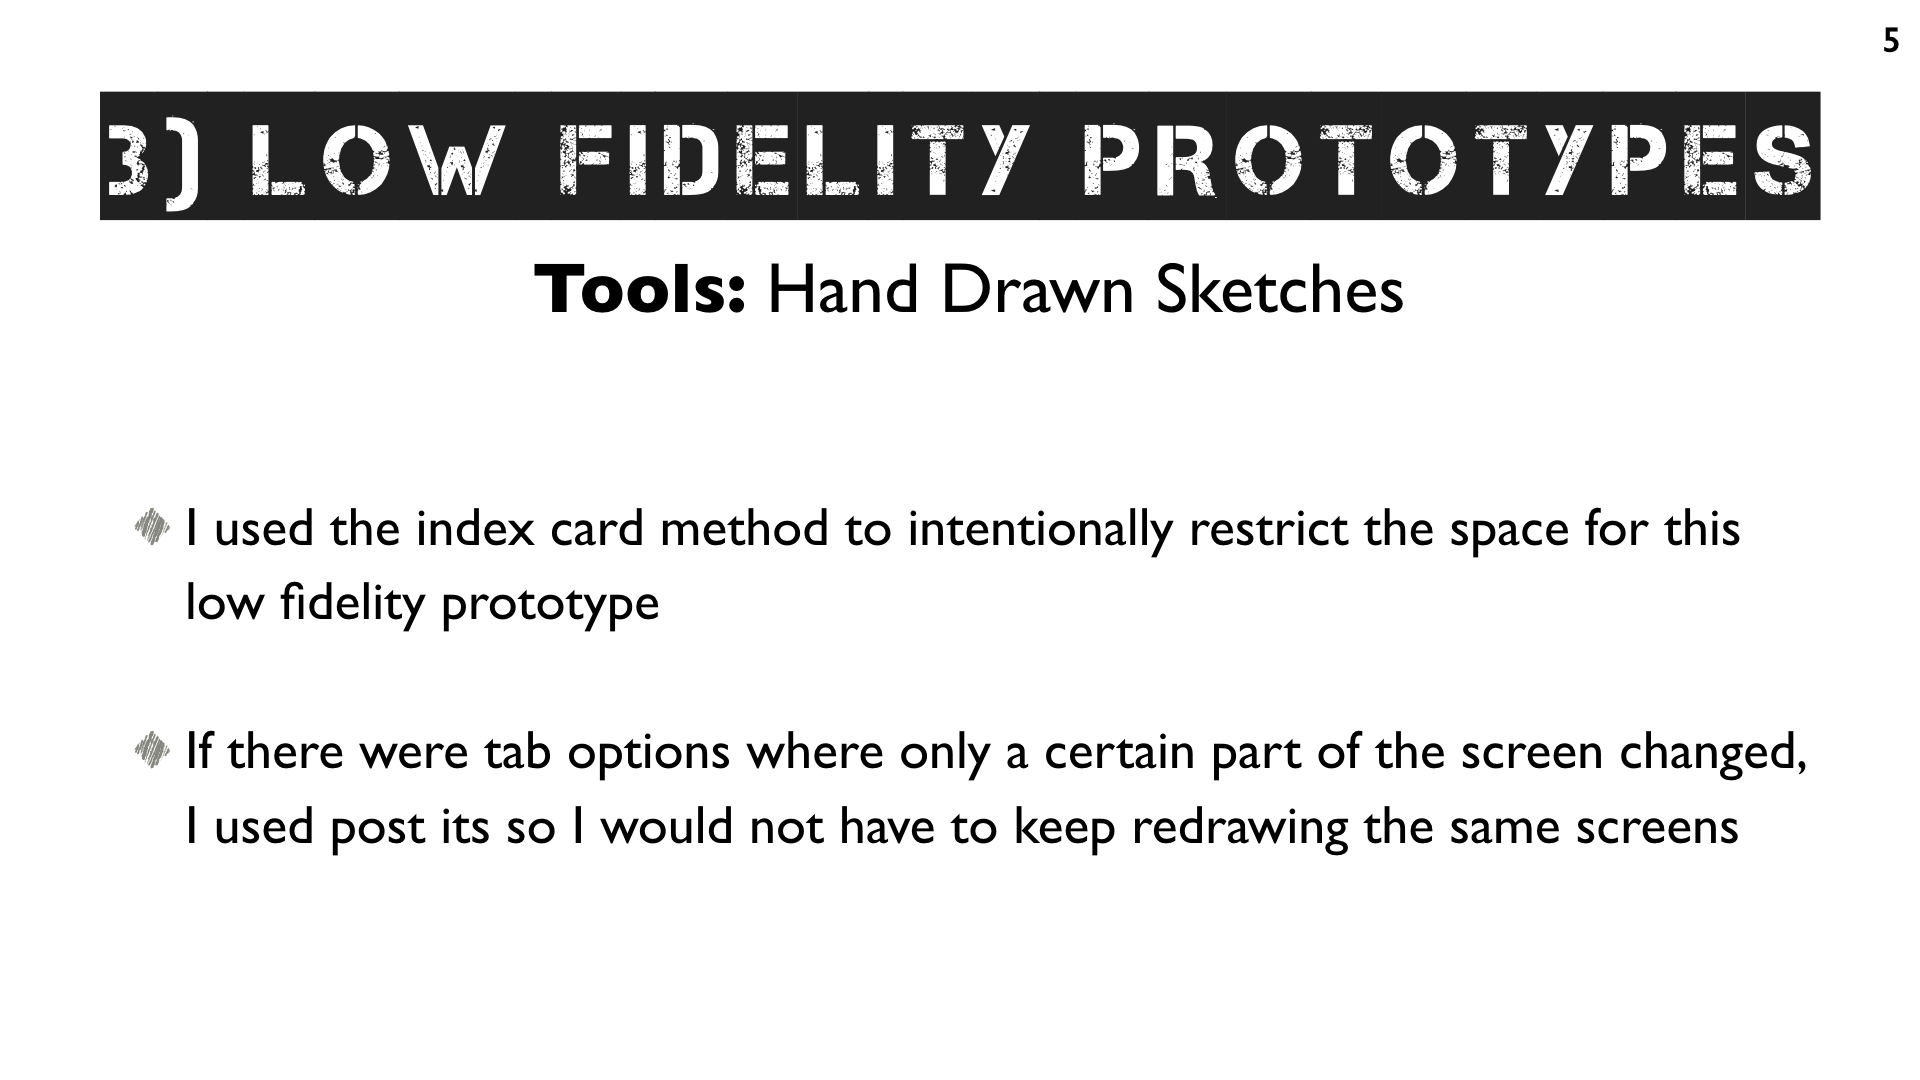 5
3) LOW FIDELITY PROTOTYPES
Tools: Hand Drawn Sketches
I used the index card method to intentionally restrict the space for this
low fidelity prototype
If there were tab options where only a certain part of the screen changed,
I used post its so I would not have to keep redrawing the same screens